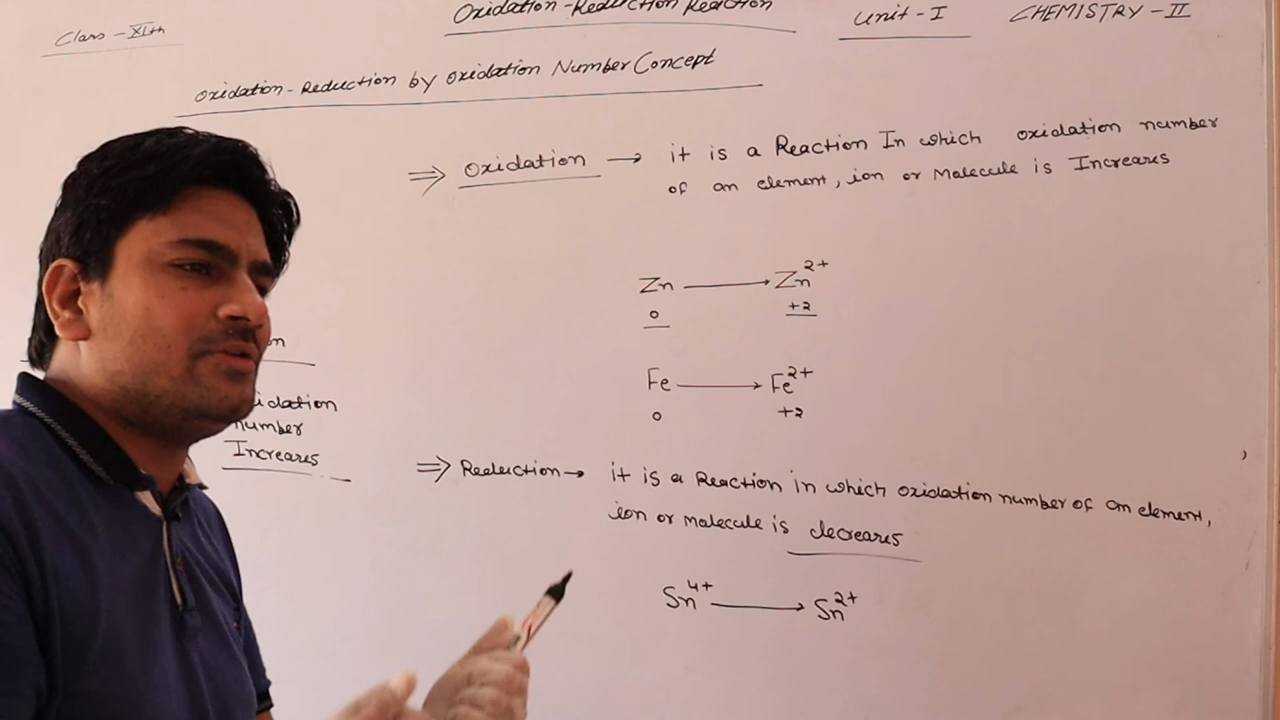 Class - XIth
Oxidation - Reduction Reaction
Unit - I
CHEMISTRY - II
Oxidation - Reduction by Oxidation Number Concept
⇒ Oxidation → it is a Reaction In which oxidation number
of an element, ion or Molecule is Increases
Zn → Zn²⁺
0 +2
Fe → Fe²⁺
0 +2
Number
Increases
⇒ Reduction → it is a Reaction in which oxidation number of an element,
ion or molecule is decreases
Sn⁴⁺ → Sn²⁺